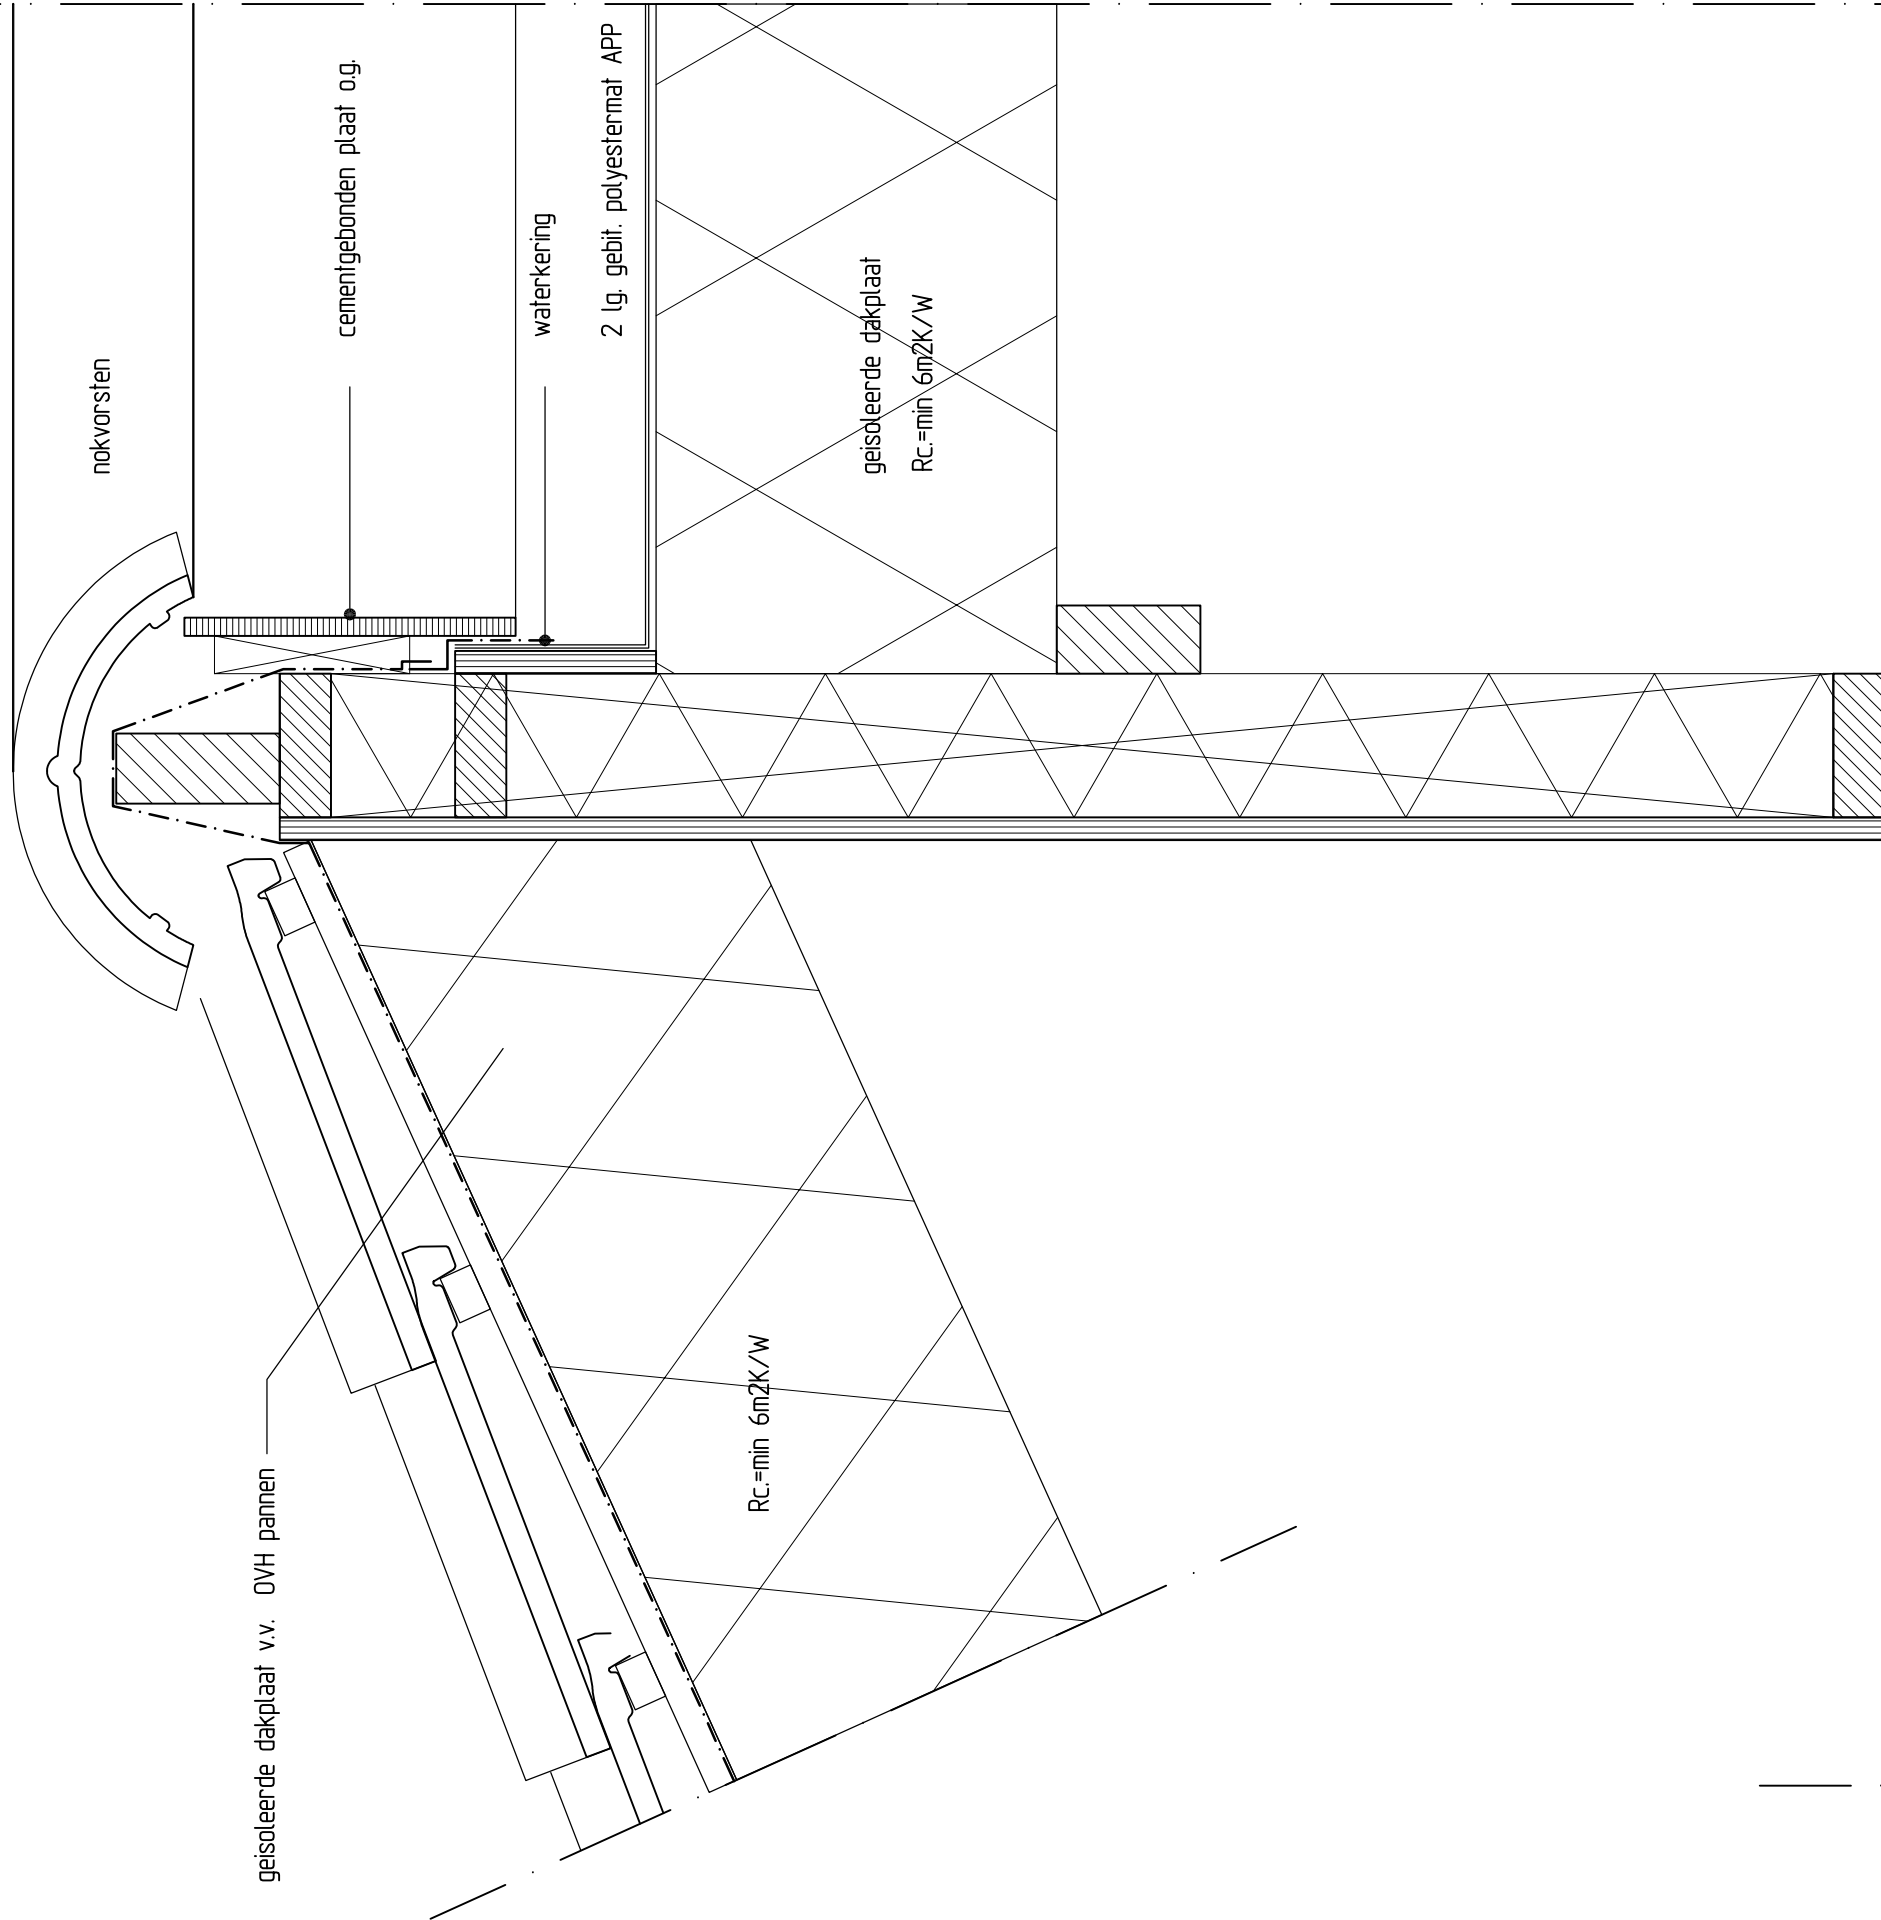 nokvorsten
cementgebonden plaat o.g.
waterkering
2 lg. gebit. polyestermat APP
geisoleerde dakplaat
Rc.=min 6m2K/W
geisoleerde dakplaat v.v. OVH pannen
Rc.=min 6m2K/W